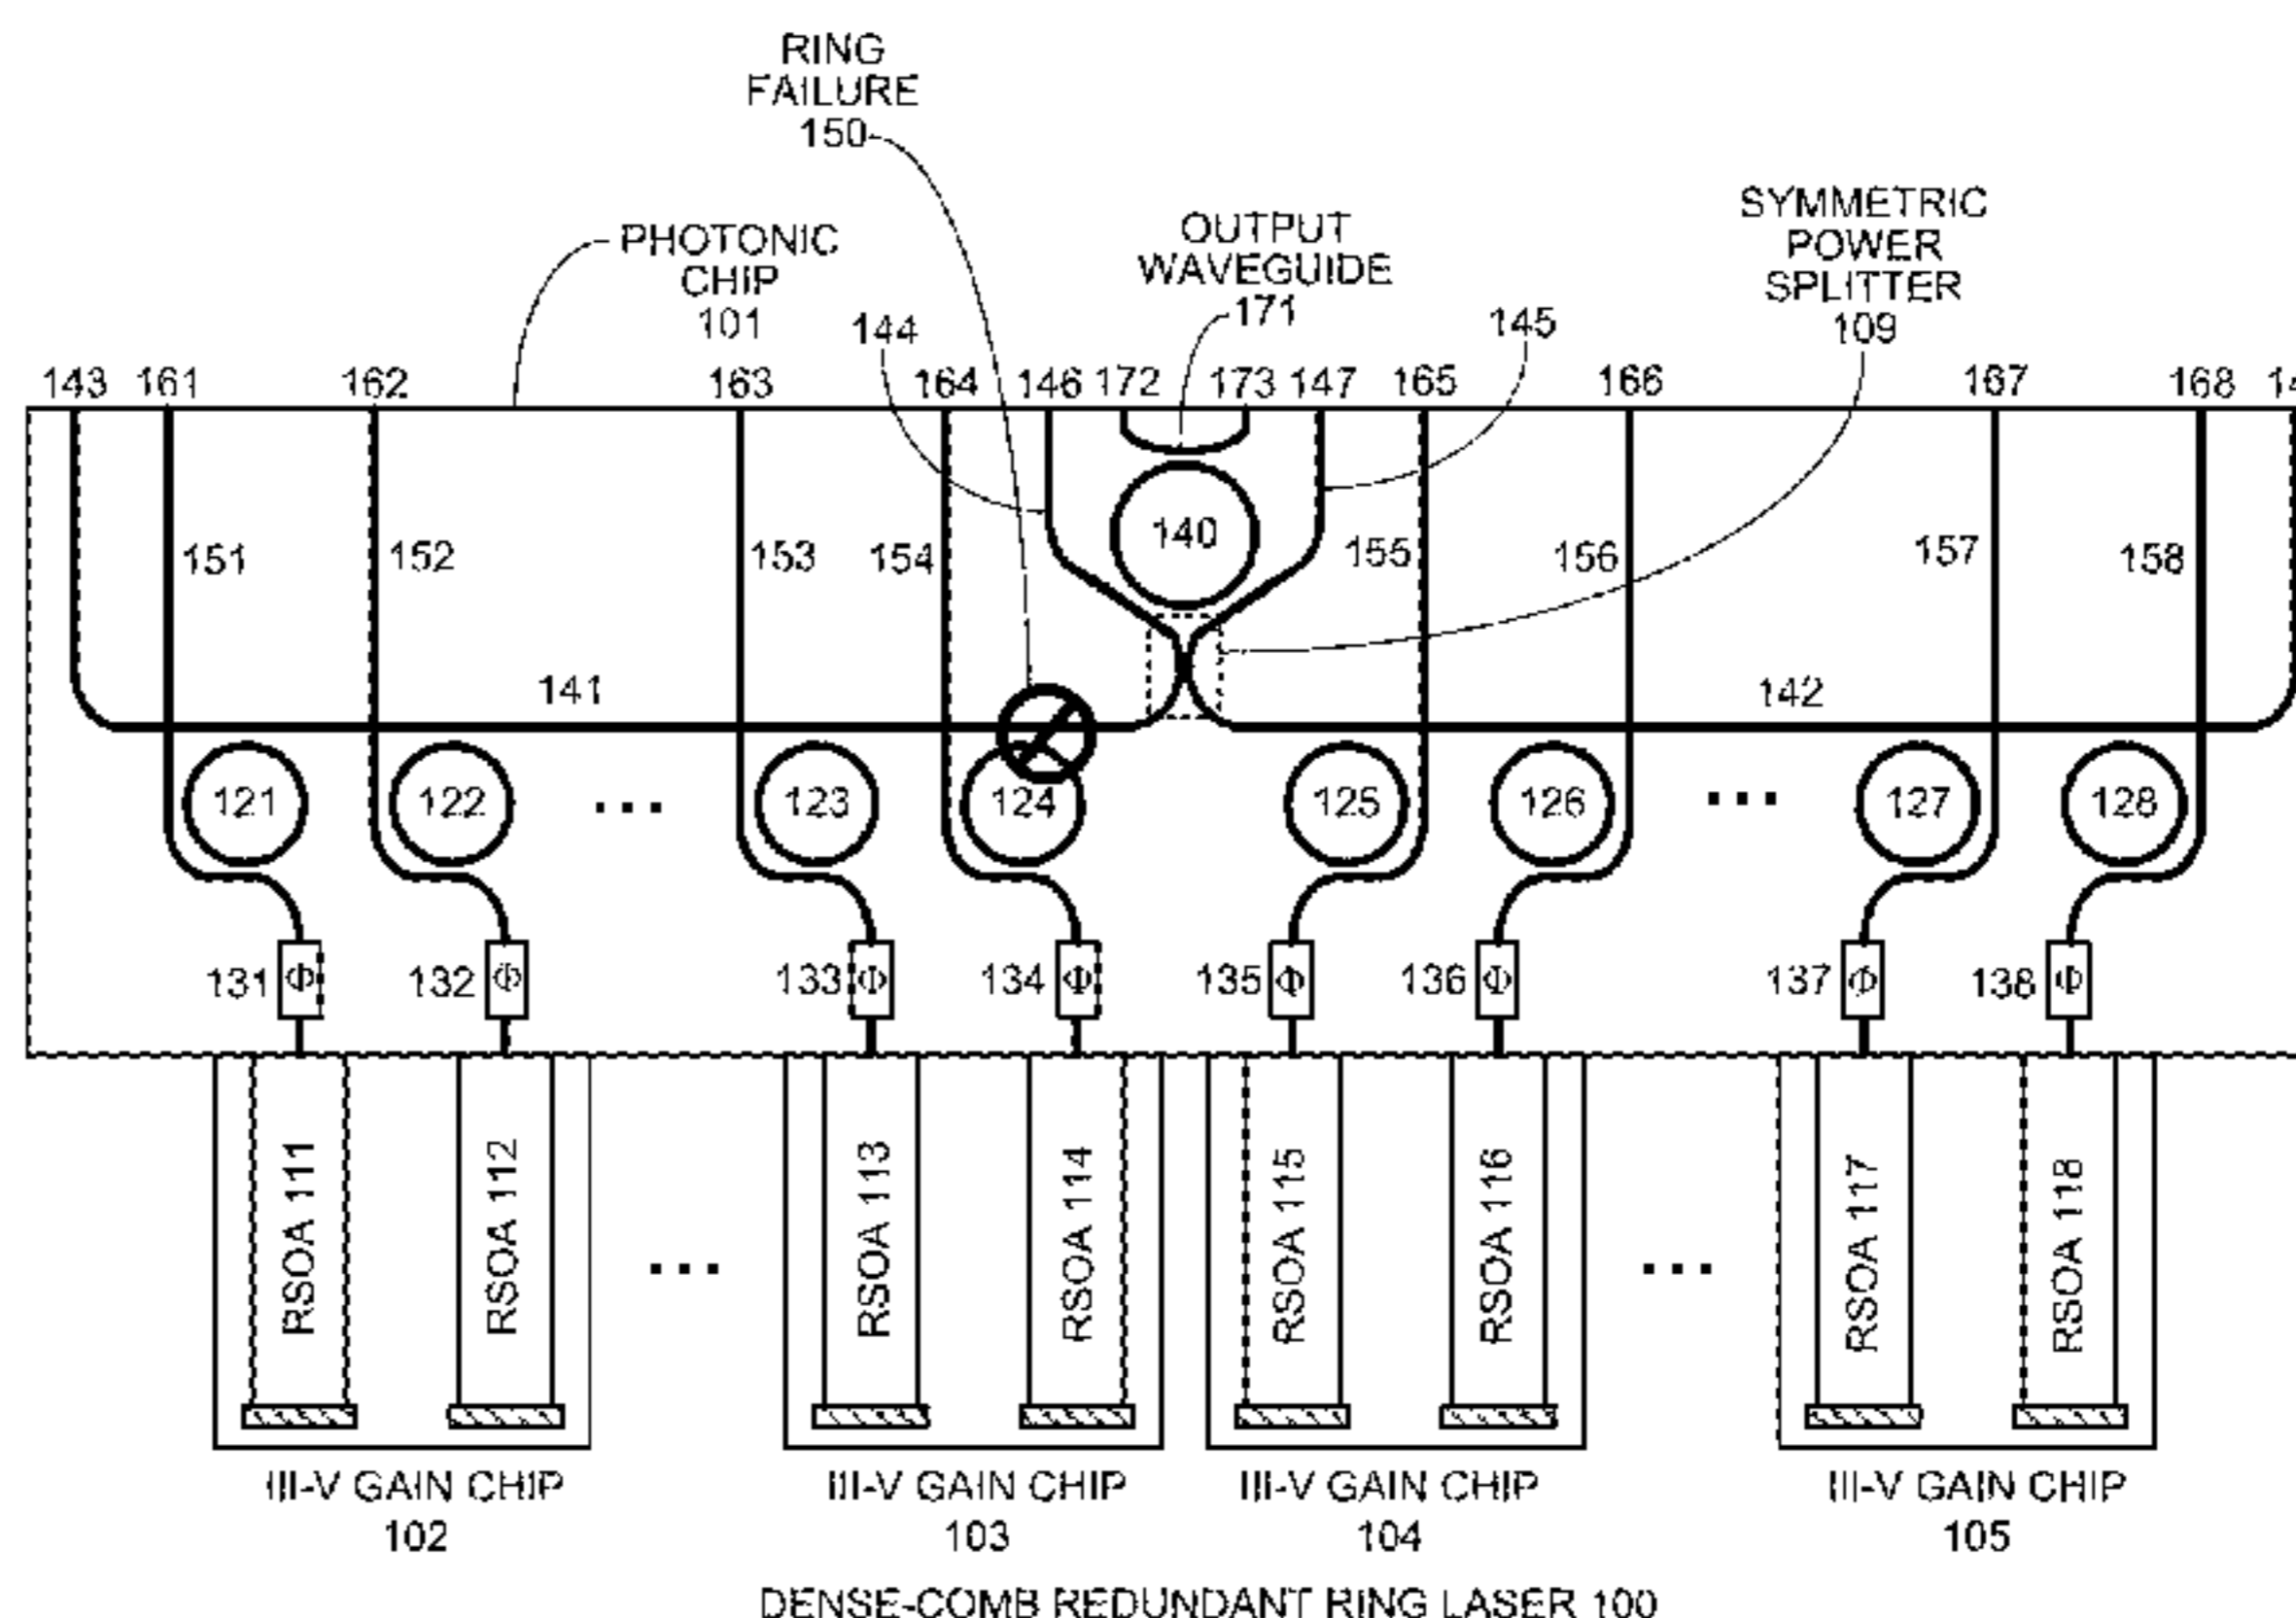 RING
FAILURE
150
PHOTONIC
CHIP
101
OUTPUT
WAVEGUIDE
171
SYMMETRIC
POWER
SPLITTER
109
144
145
143 161 162 163 164 146 172 173 147 165 166 167 168
140
151 152 153 154 155 156 157 158
141 142
121 122 ... 123 124 125 126 ... 127 128
131 Φ 132 Φ 133 Φ 134 Φ 135 Φ 136 Φ 137 Φ 138 Φ
RSOA 111
RSOA 112
...
RSOA 113
RSOA 114
RSOA 115
RSOA 116
...
RSOA 117
RSOA 118
III-V GAIN CHIP
102
III-V GAIN CHIP
103
III-V GAIN CHIP
104
III-V GAIN CHIP
105
DENSE-COMB REDUNDANT RING LASER 100